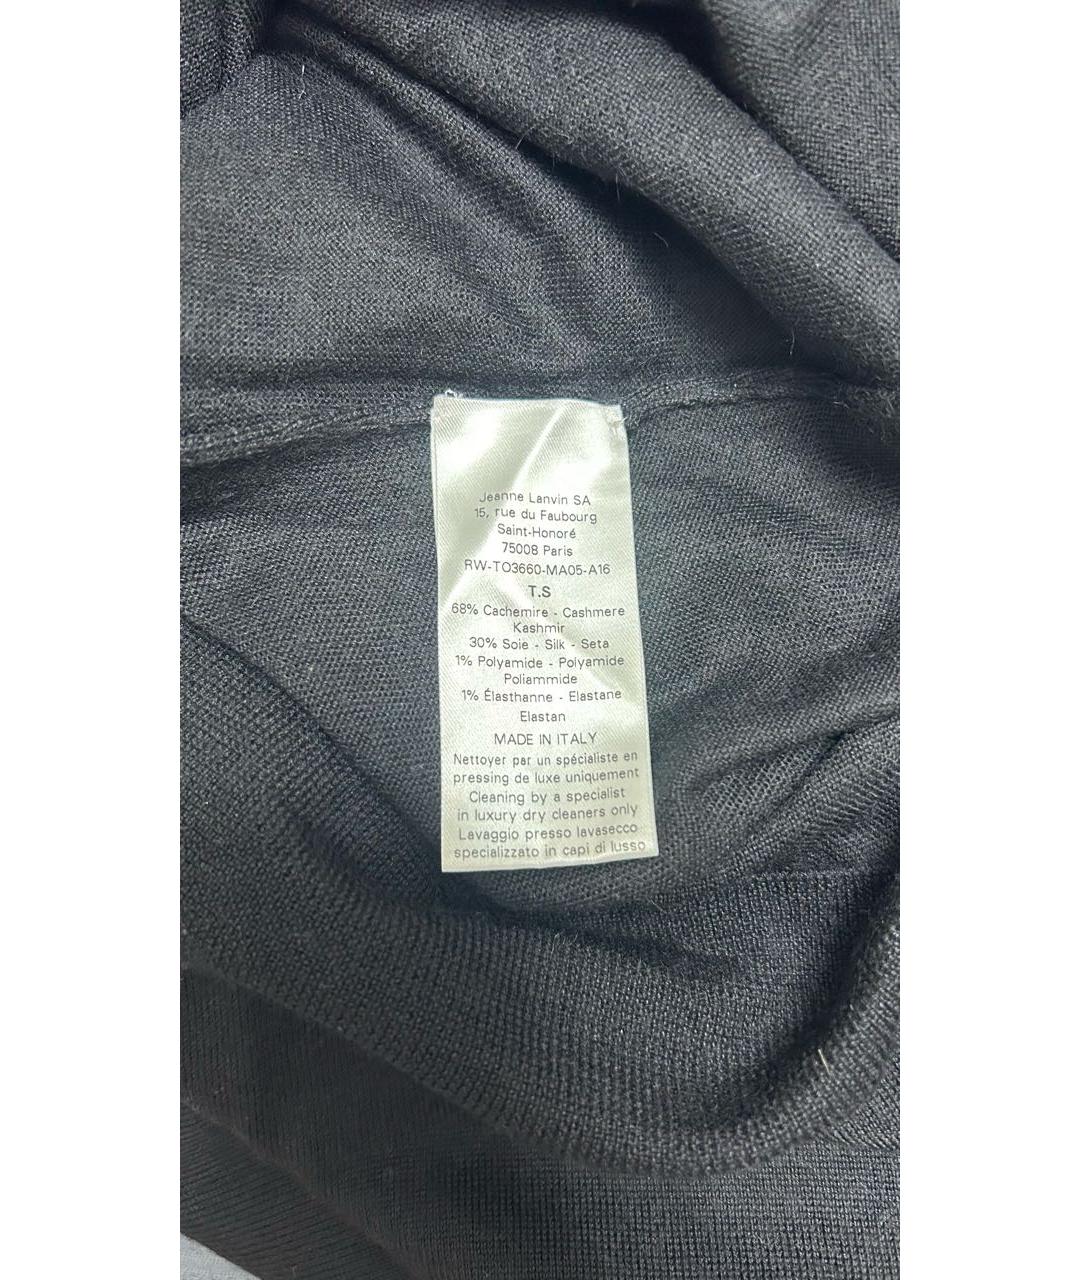 Jeanne Lanvin SA
15, rue du Faubourg
Saint-Honoré
75008 Paris
RW-TO3660-MA05-A16
T.S
68% Cachemire - Cashmere
Kashmir
30% Soie - Silk - Seta
1% Polyamide - Polyamide
Poliammide
1% Élasthanne - Elastane
Elastan
MADE IN ITALY
Nettoyer par un spécialiste en
pressing de luxe uniquement
Cleaning by a specialist
in luxury dry cleaners only
Lavaggio presso lavasecco
specializzato in capi di lusso